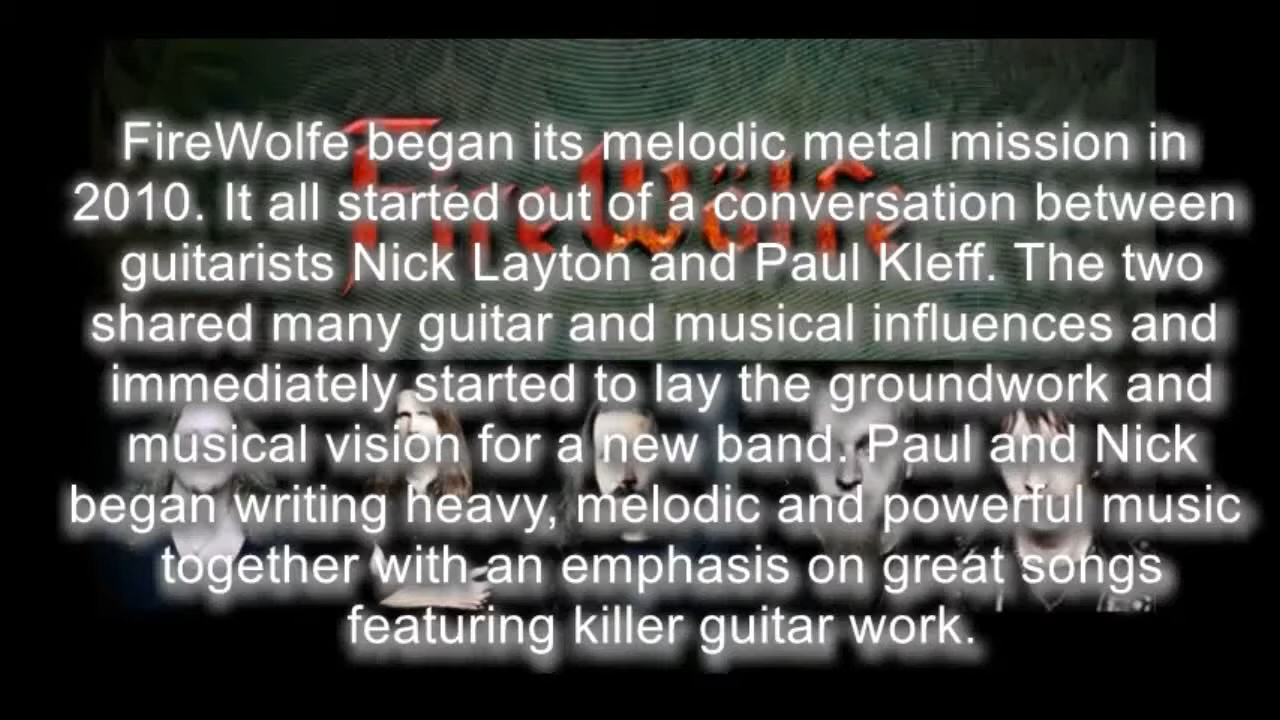 FireWölfe
FireWolfe began its melodic metal mission in
2010. It all started out of a conversation between
guitarists Nick Layton and Paul Kleff. The two
shared many guitar and musical influences and
immediately started to lay the groundwork and
musical vision for a new band. Paul and Nick
began writing heavy, melodic and powerful music
together with an emphasis on great songs
featuring killer guitar work.